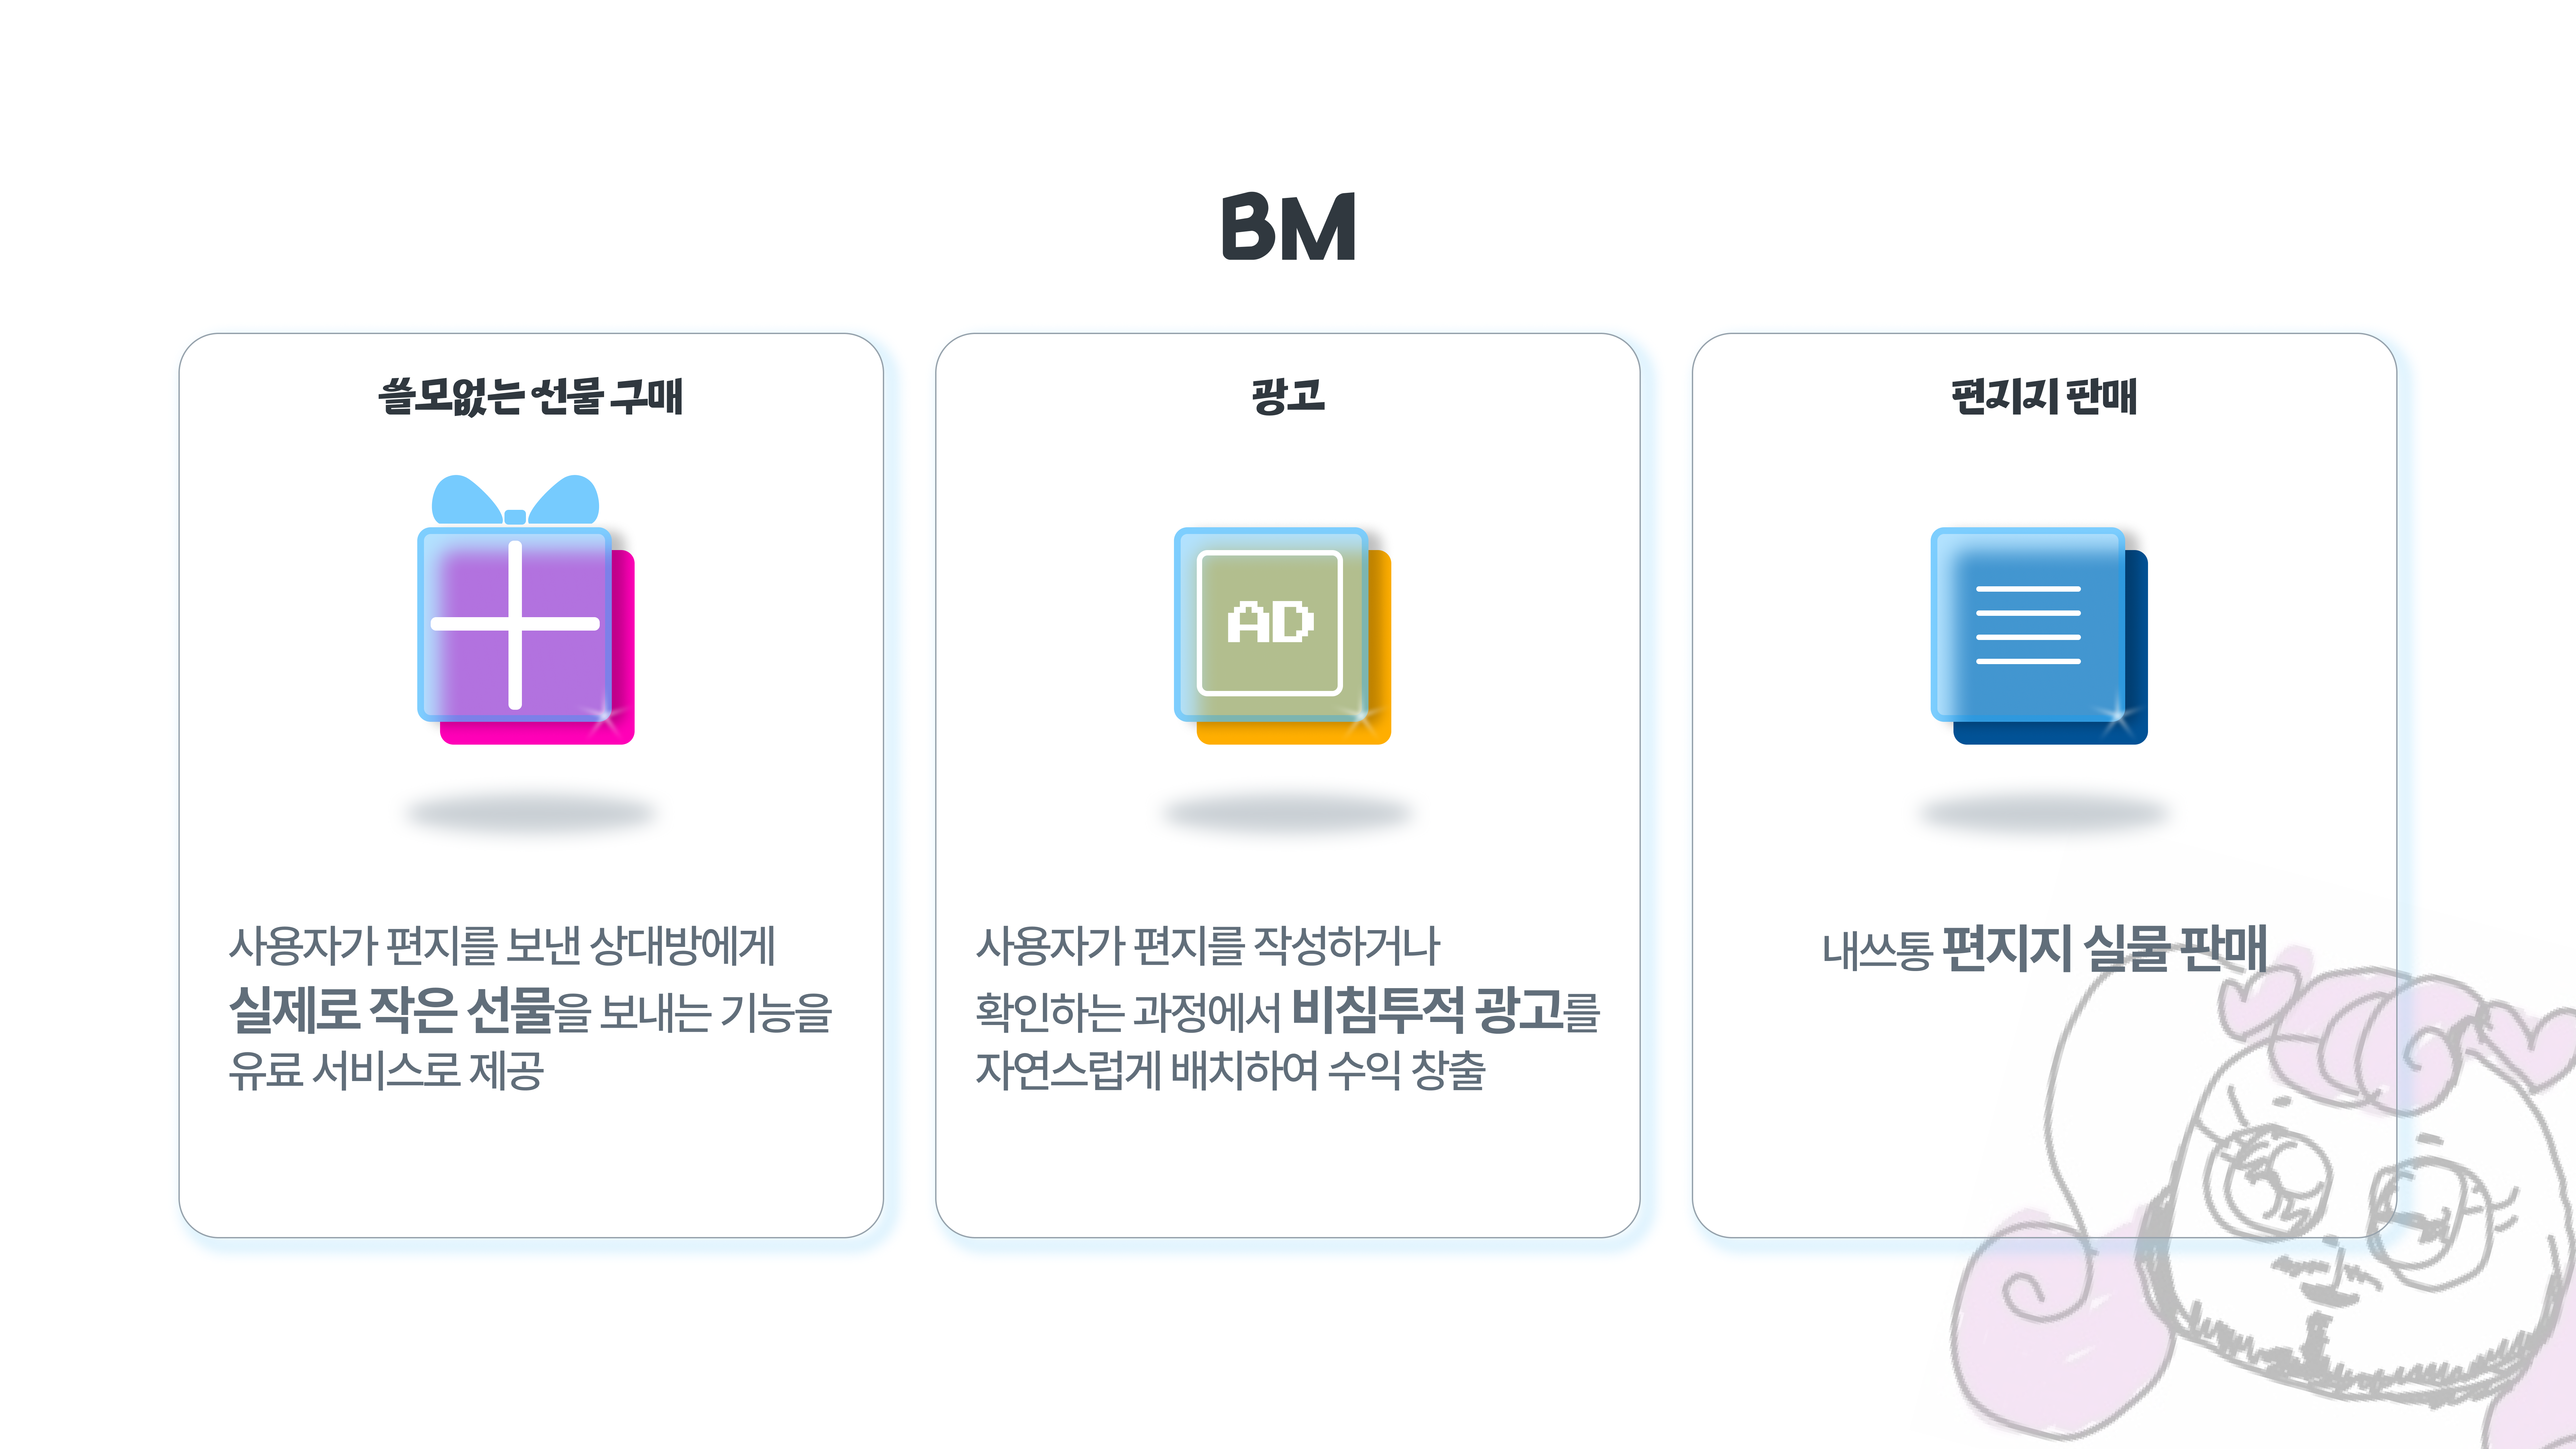 BM
쓸모없는 선물 구매
사용자가 편지를 보낸 상대방에게
실제로 작은 선물을 보내는 기능을
유료 서비스로 제공
광고
AD
사용자가 편지를 작성하거나
확인하는 과정에서 비침투적 광고를
자연스럽게 배치하여 수익 창출
편지지 판매
내쓰통 편지지 실물 판매